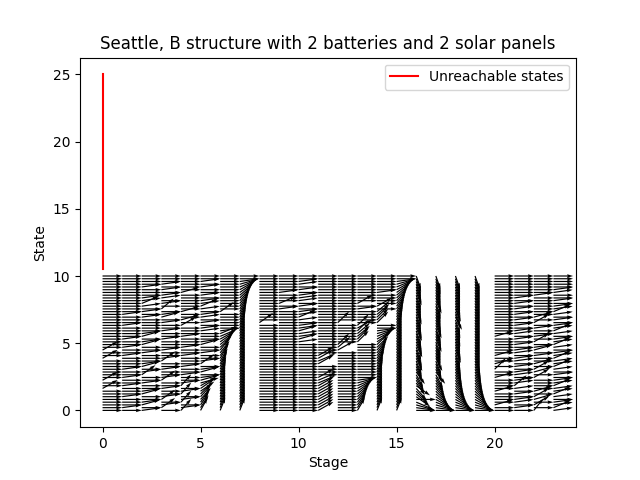 Seattle, B structure with 2 batteries and 2 solar panels
Unreachable states
25
20
15
10
5
0
State
0 5 10 15 20
Stage